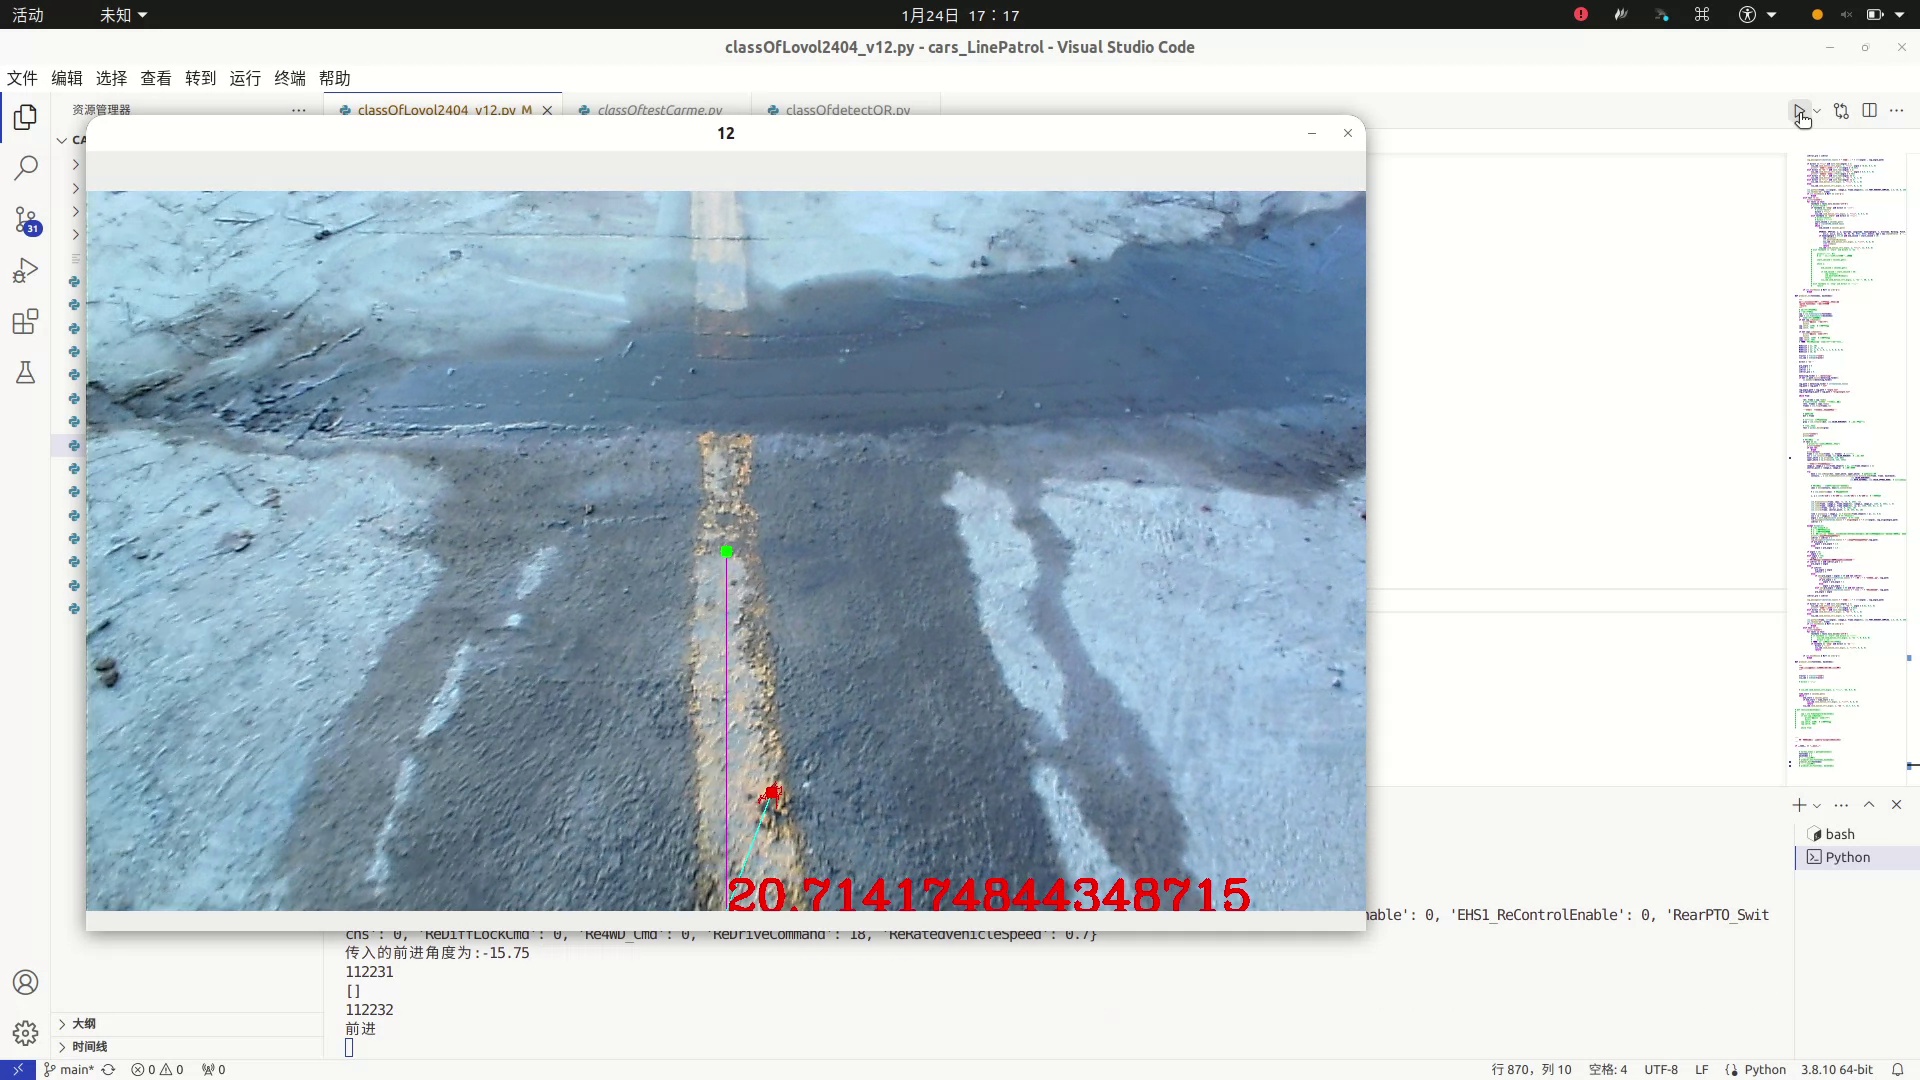 活动
未知
1月24日 17：17
classOfLovol2404_v12.py - cars_LinePatrol - Visual Studio Code
文件 编辑 选择 查看 转到 运行 终端 帮助
资源管理器
classOfLovol2404_v12.py M
classOftestCarme.py
classOfdetectQR.py
CA
12
31
20.714174844348715
bash
Python
nable': 0, 'EHS1_ReControlEnable': 0, 'RearPTO_Swit
chs': 0, 'ReDiffLockCmd': 0, 'Re4WD_Cmd': 0, 'ReDriveCommand': 18, 'ReRatedVehicleSpeed': 0.7}
传入的前进角度为:-15.75
112231
[]
112232
前进
大纲
时间线
main* 0 0 0
行 870，列 10 空格: 4 UTF-8 LF Python 3.8.10 64-bit